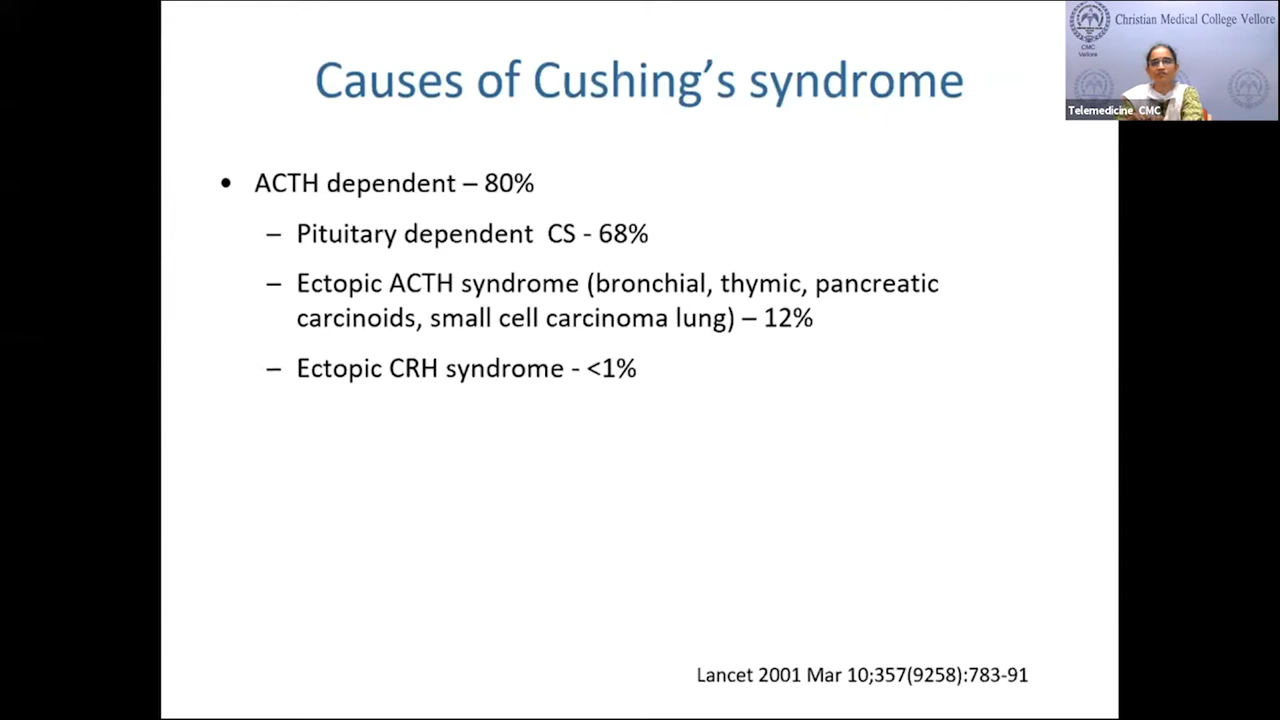 Causes of Cushing's syndrome
• ACTH dependent – 80%
– Pituitary dependent CS - 68%
– Ectopic ACTH syndrome (bronchial, thymic, pancreatic
carcinoids, small cell carcinoma lung) – 12%
– Ectopic CRH syndrome - <1%
Lancet 2001 Mar 10;357(9258):783-91
Christian Medical College Vellore
CMC
Vellore
Telemedicine CMC